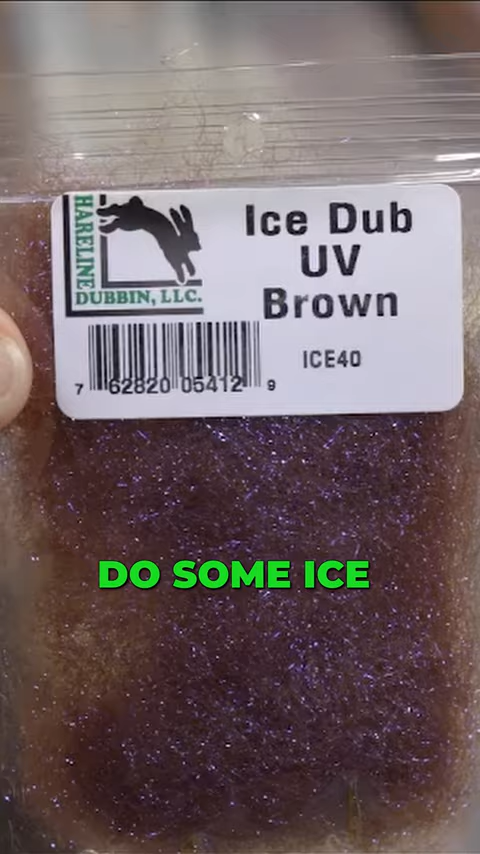 HARELINE
DUBBIN, LLC.
Ice Dub
UV
Brown
ICE40
7 62820 05412 9
DO SOME ICE